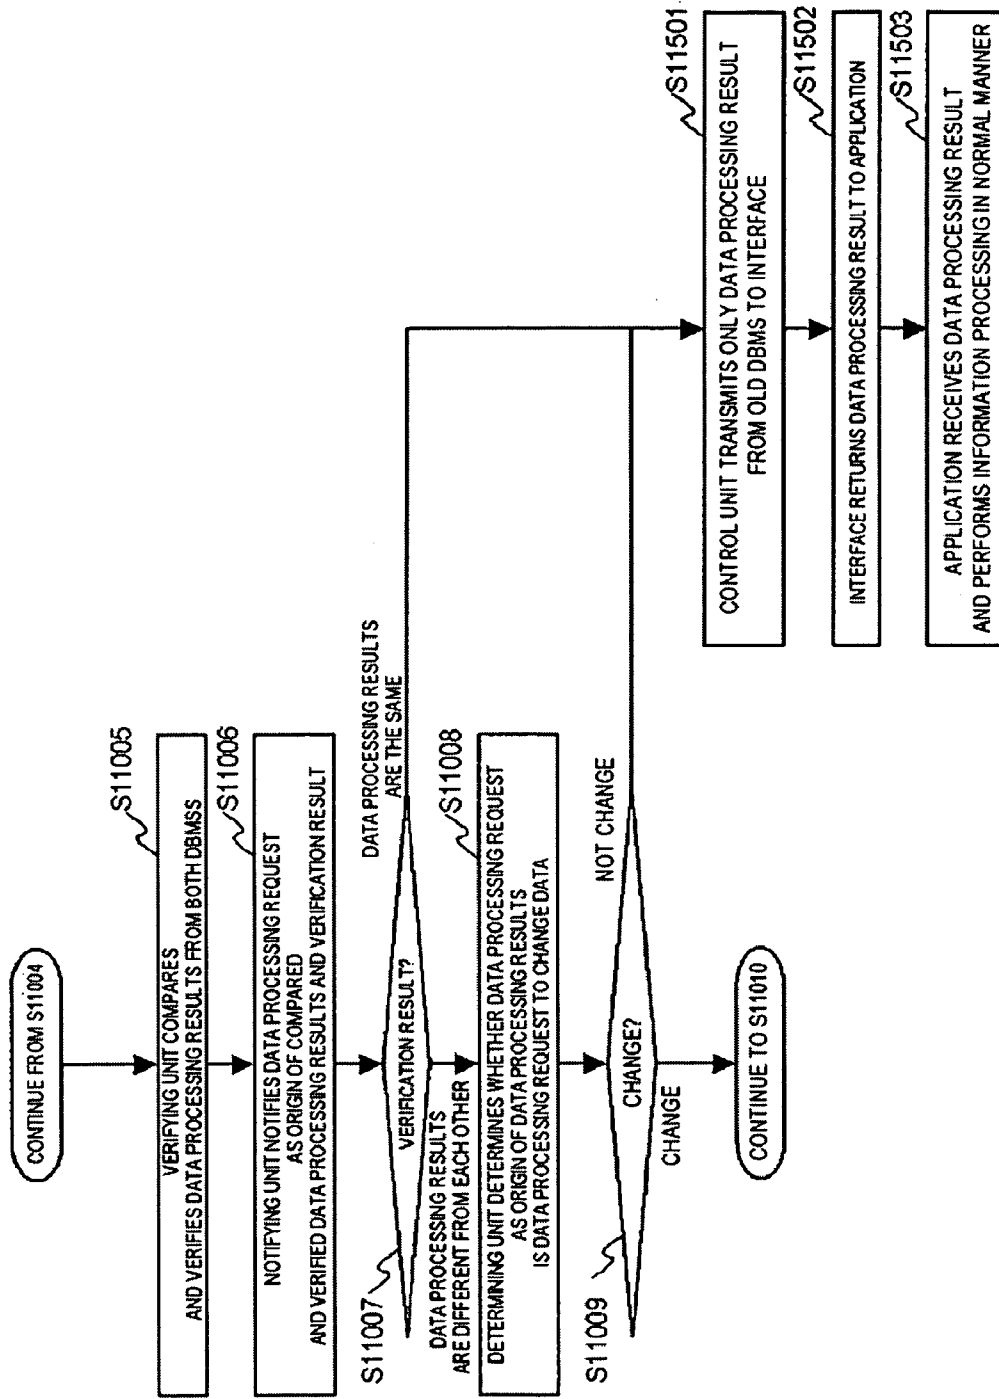 CONTINUE FROM S11004
S11005
VERIFYING UNIT COMPARES
AND VERIFIES DATA PROCESSING RESULTS FROM BOTH DBMSS
S11006
NOTIFYING UNIT NOTIFIES DATA PROCESSING REQUEST
AS ORIGIN OF COMPARED
AND VERIFIED DATA PROCESSING RESULTS AND VERIFICATION RESULT
S11007
VERIFICATION RESULT?
DATA PROCESSING RESULTS
ARE THE SAME
DATA PROCESSING RESULTS
ARE DIFFERENT FROM EACH OTHER
S11008
DETERMINING UNIT DETERMINES WHETHER DATA PROCESSING REQUEST
AS ORIGIN OF DATA PROCESSING RESULTS
IS DATA PROCESSING REQUEST TO CHANGE DATA
S11009
CHANGE?
NOT CHANGE
CHANGE
CONTINUE TO S11010
S11501
CONTROL UNIT TRANSMITS ONLY DATA PROCESSING RESULT
FROM OLD DBMS TO INTERFACE
S11502
INTERFACE RETURNS DATA PROCESSING RESULT TO APPLICATION
S11503
APPLICATION RECEIVES DATA PROCESSING RESULT
AND PERFORMS INFORMATION PROCESSING IN NORMAL MANNER